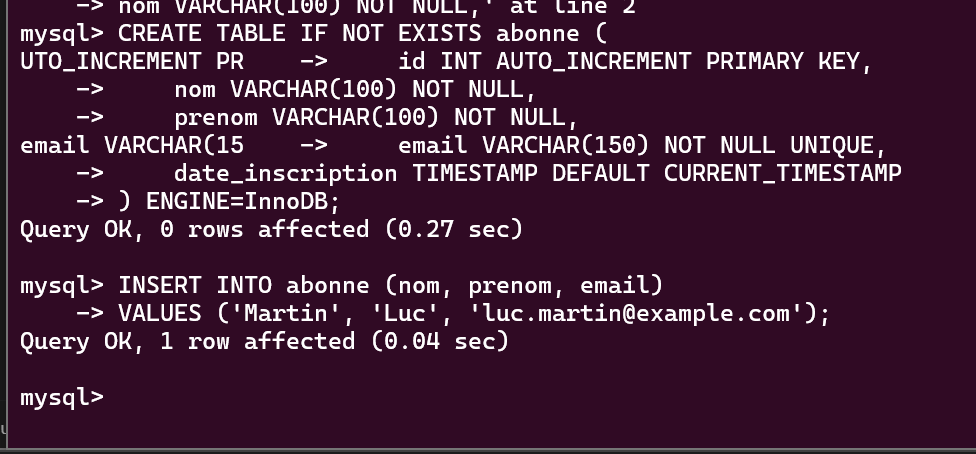 -> nom VARCHAR(100) NOT NULL,' at line 2
mysql> CREATE TABLE IF NOT EXISTS abonne (
UTO_INCREMENT PR    ->     id INT AUTO_INCREMENT PRIMARY KEY,
    ->     nom VARCHAR(100) NOT NULL,
    ->     prenom VARCHAR(100) NOT NULL,
email VARCHAR(15    ->     email VARCHAR(150) NOT NULL UNIQUE,
    ->     date_inscription TIMESTAMP DEFAULT CURRENT_TIMESTAMP
    -> ) ENGINE=InnoDB;
Query OK, 0 rows affected (0.27 sec)

mysql> INSERT INTO abonne (nom, prenom, email)
    -> VALUES ('Martin', 'Luc', 'luc.martin@example.com');
Query OK, 1 row affected (0.04 sec)

mysql>